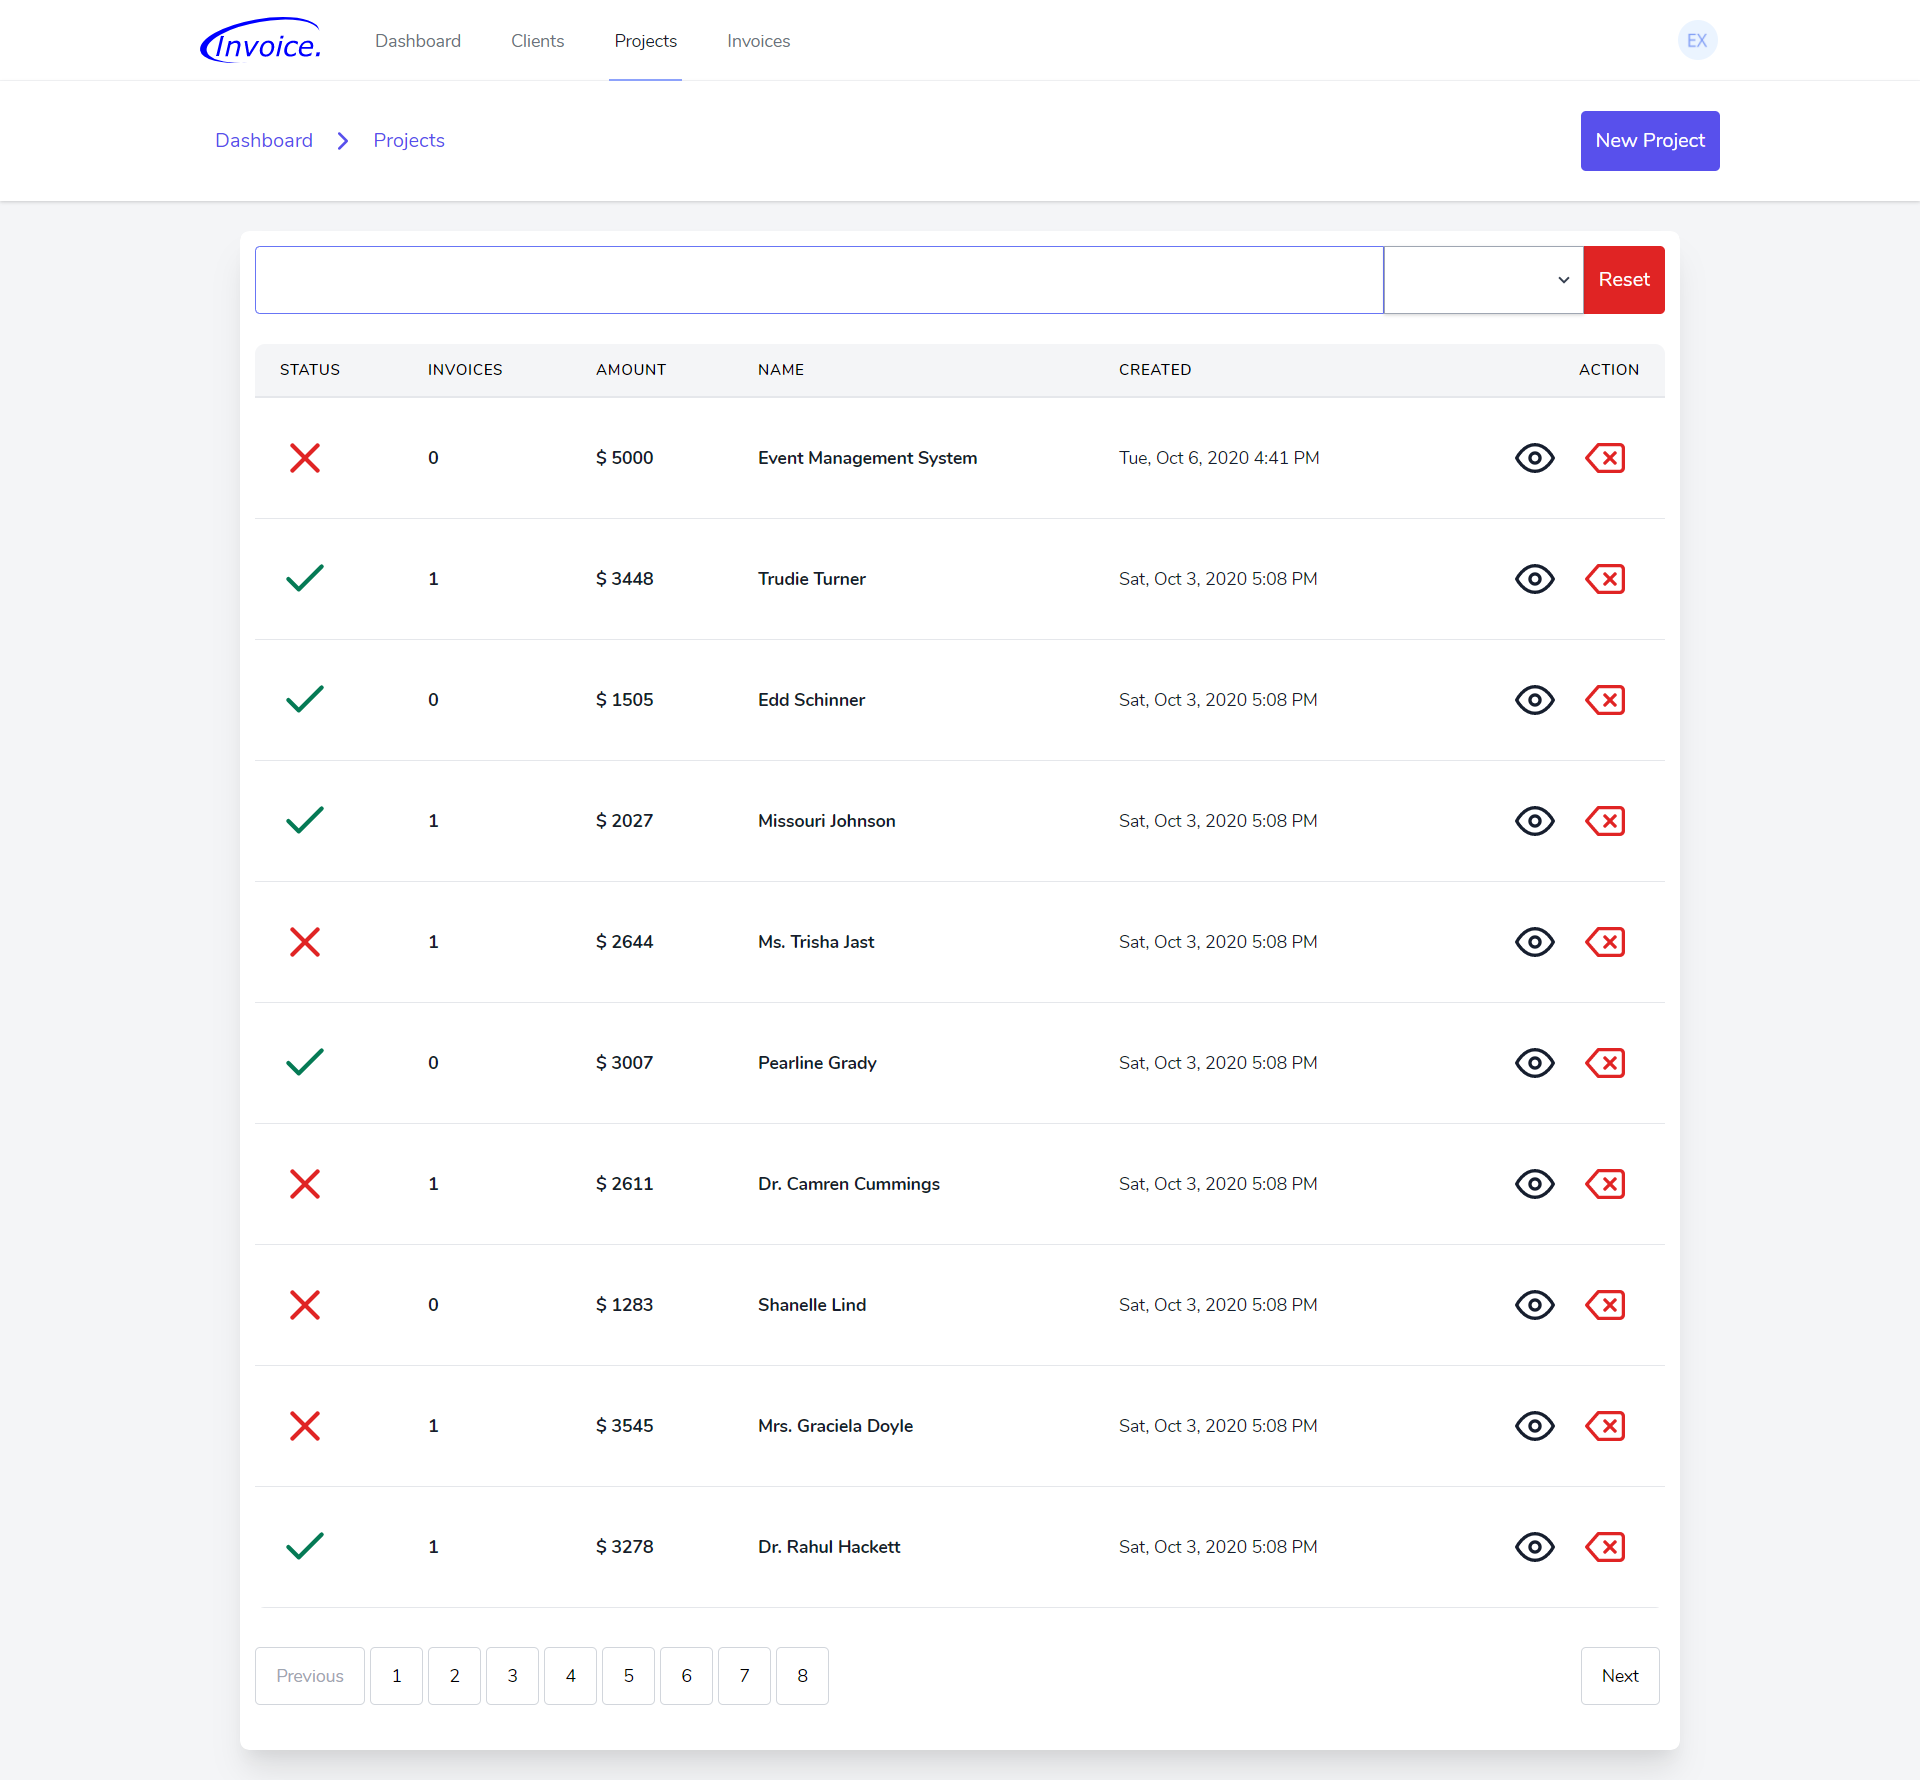 Invoice. Dashboard Clients Projects Invoices EX
Dashboard Projects New Project
Reset
STATUS INVOICES AMOUNT NAME CREATED ACTION
0 $ 5000 Event Management System Tue, Oct 6, 2020 4:41 PM
1 $ 3448 Trudie Turner Sat, Oct 3, 2020 5:08 PM
0 $ 1505 Edd Schinner Sat, Oct 3, 2020 5:08 PM
1 $ 2027 Missouri Johnson Sat, Oct 3, 2020 5:08 PM
1 $ 2644 Ms. Trisha Jast Sat, Oct 3, 2020 5:08 PM
0 $ 3007 Pearline Grady Sat, Oct 3, 2020 5:08 PM
1 $ 2611 Dr. Camren Cummings Sat, Oct 3, 2020 5:08 PM
0 $ 1283 Shanelle Lind Sat, Oct 3, 2020 5:08 PM
1 $ 3545 Mrs. Graciela Doyle Sat, Oct 3, 2020 5:08 PM
1 $ 3278 Dr. Rahul Hackett Sat, Oct 3, 2020 5:08 PM
Previous 1 2 3 4 5 6 7 8 Next